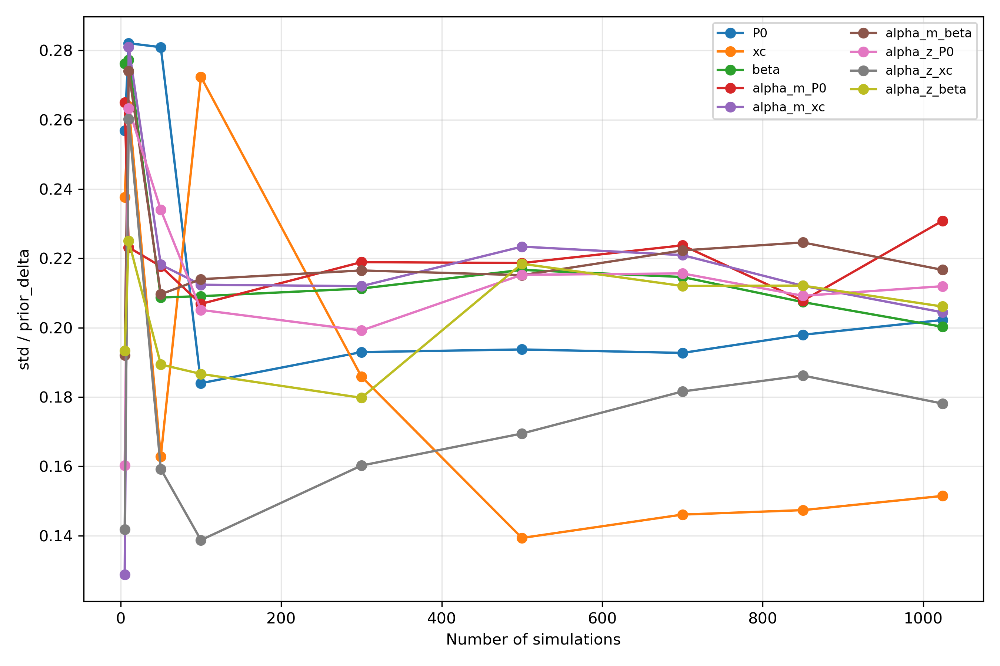 P0
xc
beta
alpha_m_P0
alpha_m_xc
alpha_m_beta
alpha_z_P0
alpha_z_xc
alpha_z_beta
0.28
0.26
0.24
0.22
0.20
0.18
0.16
0.14
std / prior_delta
0 200 400 600 800 1000
Number of simulations